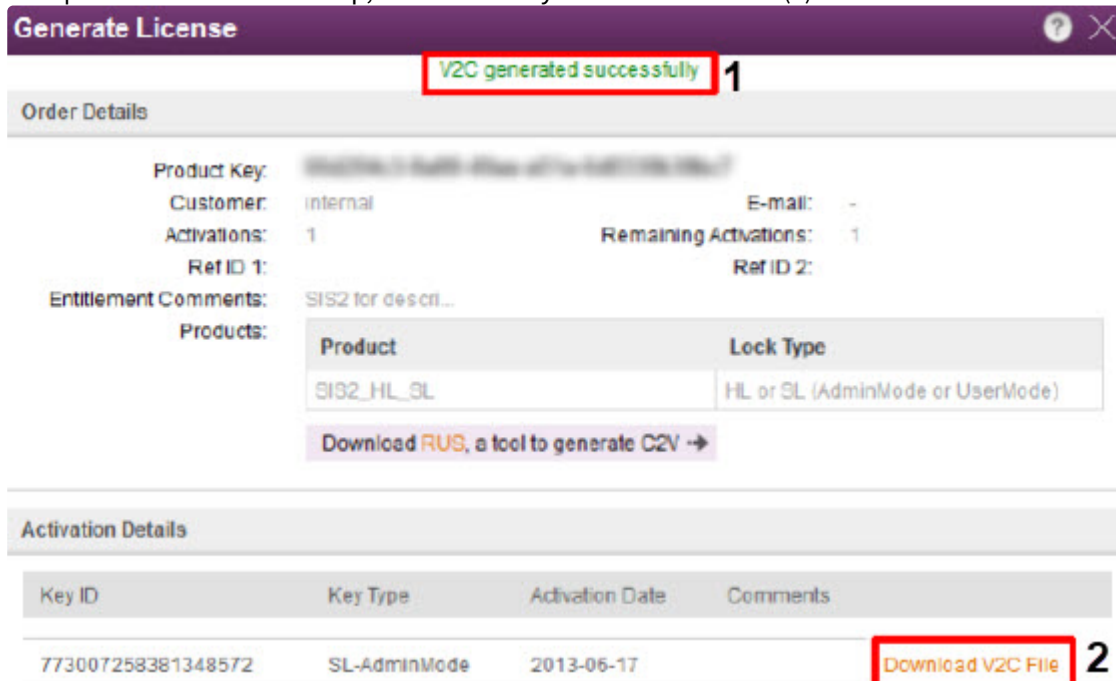 Generate License ?
V2C generated successfully 1
Order Details
Product Key:
Customer: internal E-mail: -
Activations: 1 Remaining Activations: 1
Ref ID 1: Ref ID 2:
Entitlement Comments: SIS2 for descri...
Products: Product Lock Type
SIS2_HL_SL HL or SL (AdminMode or UserMode)
Download RUS, a tool to generate C2V
Activation Details
Key ID Key Type Activation Date Comments
773007258381348572 SL-AdminMode 2013-06-17 Download V2C File 2